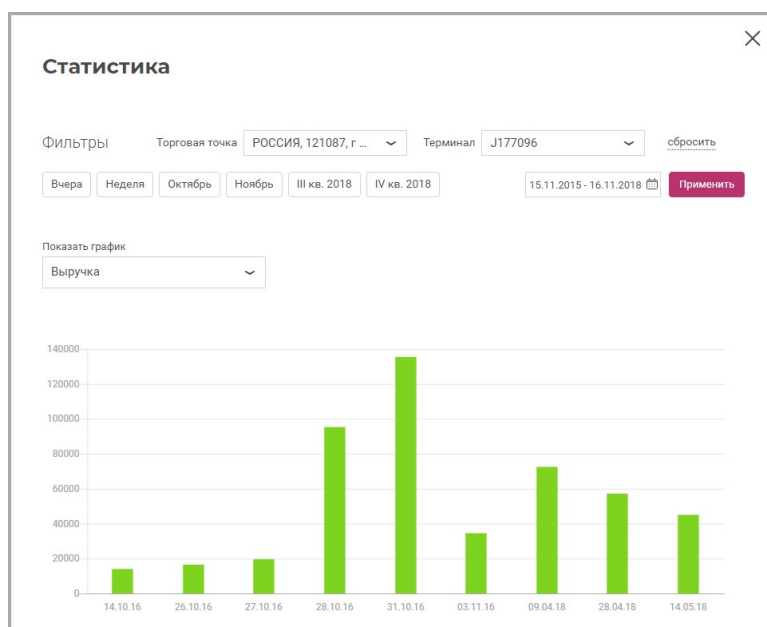 Статистика
Фильтры Торговая точка РОССИЯ, 121087, г ... Терминал J177096 сбросить
Вчера Неделя Октябрь Ноябрь III кв. 2018 IV кв. 2018 15.11.2015 - 16.11.2018 Применить
Показать график
Выручка
140000
120000
100000
80000
60000
40000
20000
0
14.10.16 26.10.16 27.10.16 28.10.16 31.10.16 03.11.16 09.04.18 28.04.18 14.05.18